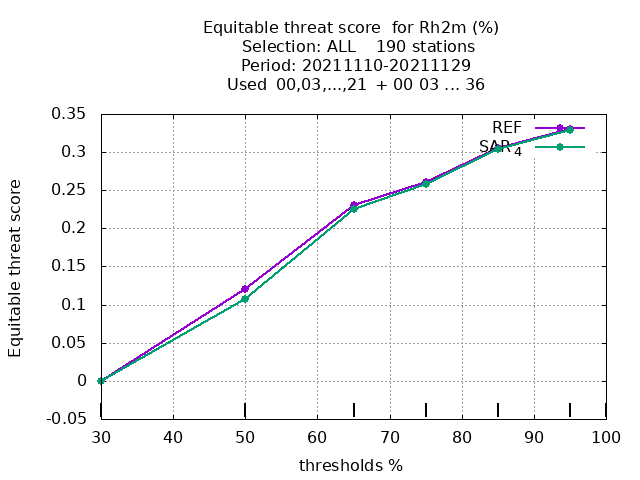 Equitable threat score  for Rh2m (%)
Selection: ALL    190 stations
Period: 20211110-20211129
Used  00,03,...,21  + 00 03 ... 36
0.35
0.3
0.25
0.2
0.15
0.1
0.05
0
-0.05
Equitable threat score
REF
SAR 4
30 40 50 60 70 80 90 100
thresholds %